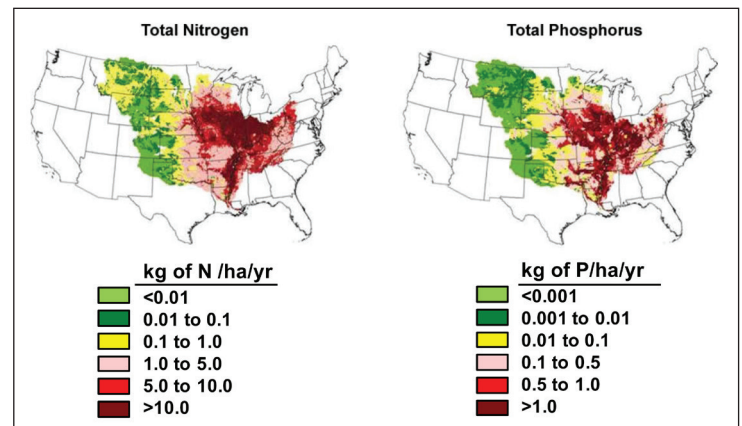 Total Nitrogen
Total Phosphorus
kg of N /ha/yr
<0.01
0.01 to 0.1
0.1 to 1.0
1.0 to 5.0
5.0 to 10.0
>10.0
kg of P/ha/yr
<0.001
0.001 to 0.01
0.01 to 0.1
0.1 to 0.5
0.5 to 1.0
>1.0